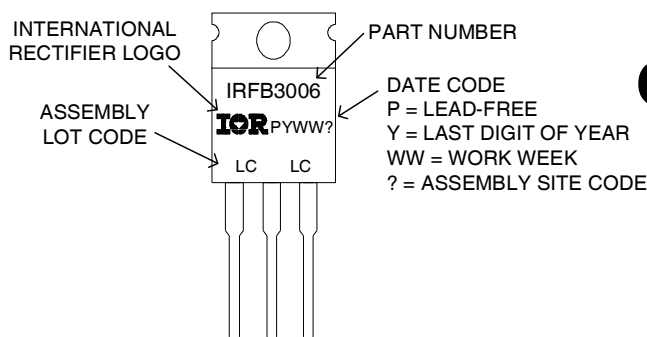 INTERNATIONAL
RECTIFIER LOGO
PART NUMBER
IRFB3006
IOR PYWW?
ASSEMBLY
LOT CODE
LC LC
DATE CODE
P = LEAD-FREE
Y = LAST DIGIT OF YEAR
WW = WORK WEEK
? = ASSEMBLY SITE CODE